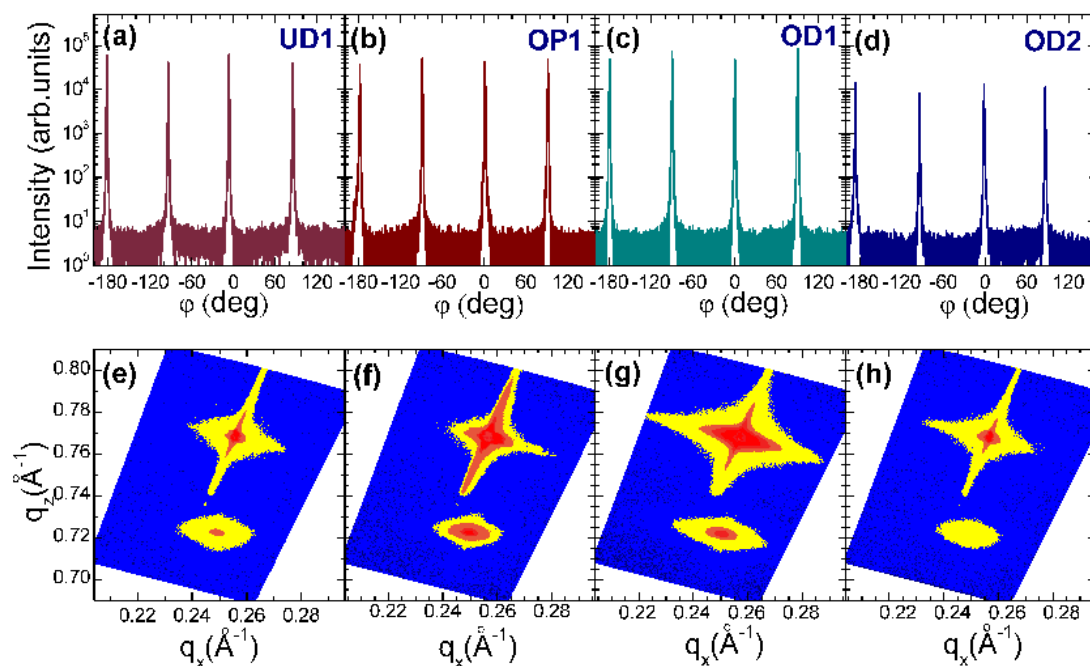 (a) UD1 (b) OP1 (c) OD1 (d) OD2
Intensity (arb.units)
10⁵
10⁴
10³
10²
10¹
10⁰
-180 -120 -60 0 60 120 -180 -120 -60 0 60 120 -180 -120 -60 0 60 120 -180 -120 -60 0 60 120
φ (deg) φ (deg) φ (deg) φ (deg)
(e) (f) (g) (h)
q_z(Å⁻¹)
0.80
0.78
0.76
0.74
0.72
0.70
0.22 0.24 0.26 0.28 0.22 0.24 0.26 0.28 0.22 0.24 0.26 0.28 0.22 0.24 0.26 0.28
q_x(Å⁻¹) q_x(Å⁻¹) q_x(Å⁻¹) q_x(Å⁻¹)